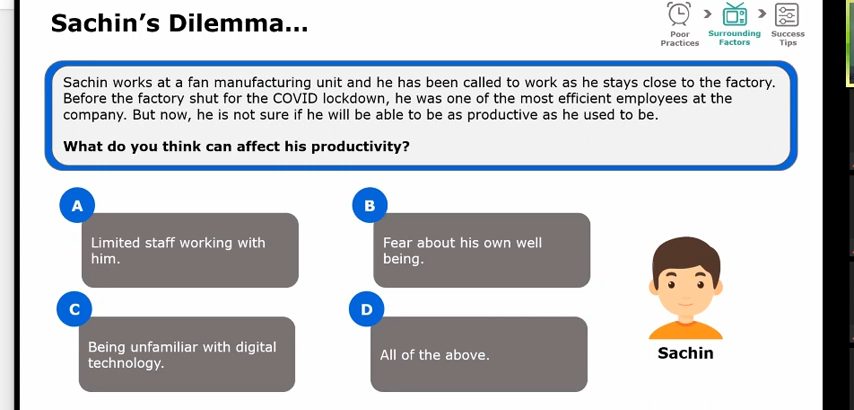 Sachin’s Dilemma...
Poor
Practices
Surrounding
Factors
Success
Tips
Sachin works at a fan manufacturing unit and he has been called to work as he stays close to the factory.
Before the factory shut for the COVID lockdown, he was one of the most efficient employees at the
company. But now, he is not sure if he will be able to be as productive as he used to be.
What do you think can affect his productivity?
A
Limited staff working with
him.
B
Fear about his own well
being.
C
Being unfamiliar with digital
technology.
D
All of the above.
Sachin